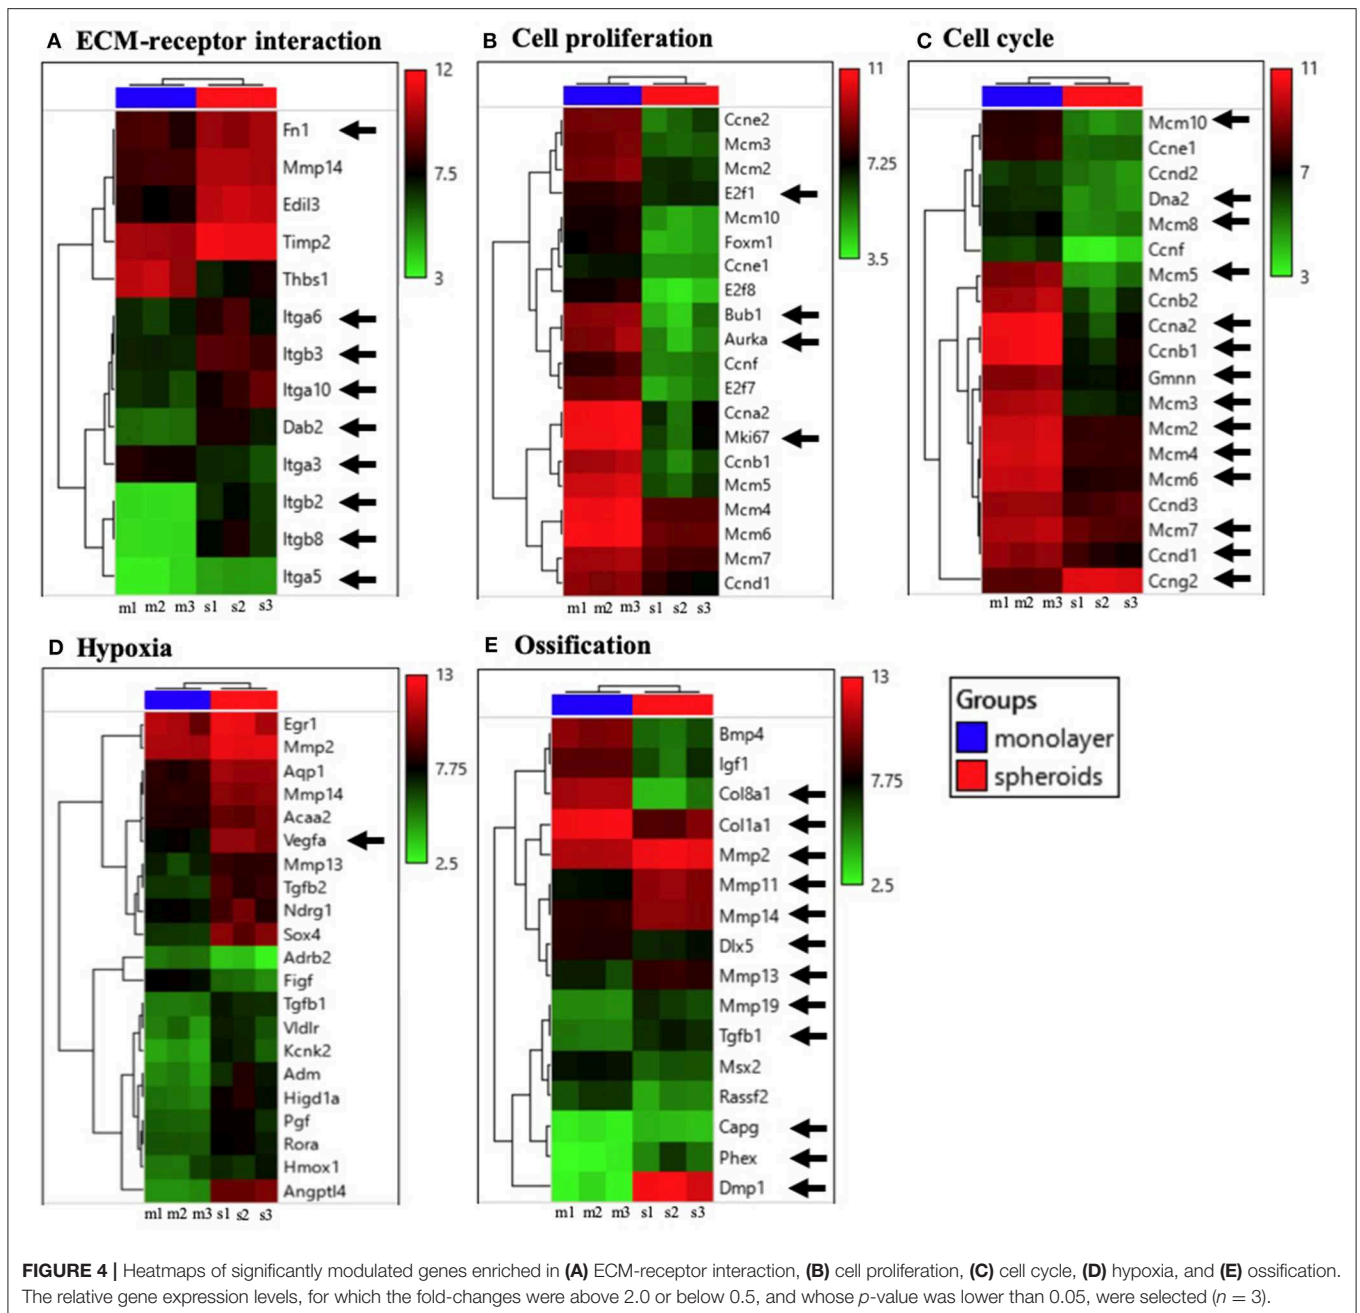 A ECM-receptor interaction
12
7.5
3
Fn1
Mmp14
Edil3
Timp2
Thbs1
Itga6
Itgb3
Itga10
Dab2
Itga3
Itgb2
Itgb8
Itga5
m1 m2 m3 s1 s2 s3
B Cell proliferation
11
7.25
3.5
Ccne2
Mcm3
Mcm2
E2f1
Mcm10
Foxm1
Ccne1
E2f8
Bub1
Aurka
Ccnf
E2f7
Ccna2
Mki67
Ccnb1
Mcm5
Mcm4
Mcm6
Mcm7
Ccnd1
m1 m2 m3 s1 s2 s3
C Cell cycle
11
7
3
Mcm10
Ccne1
Ccnd2
Dna2
Mcm8
Ccnf
Mcm5
Ccnb2
Ccna2
Ccnb1
Gmnn
Mcm3
Mcm2
Mcm4
Mcm6
Ccnd3
Mcm7
Ccnd1
Ccng2
m1 m2 m3 s1 s2 s3
D Hypoxia
13
7.75
2.5
Egr1
Mmp2
Aqp1
Mmp14
Acaa2
Vegfa
Mmp13
Tgfb2
Ndrg1
Sox4
Adrb2
Figf
Tgfb1
Vldlr
Kcnk2
Adm
Higd1a
Pgf
Rora
Hmox1
Angptl4
m1 m2 m3 s1 s2 s3
E Ossification
13
7.75
2.5
Bmp4
Igf1
Col8a1
Col1a1
Mmp2
Mmp11
Mmp14
Dlx5
Mmp13
Mmp19
Tgfb1
Msx2
Rassf2
Capg
Phex
Dmp1
m1 m2 m3 s1 s2 s3
Groups
monolayer
spheroids
FIGURE 4 | Heatmaps of significantly modulated genes enriched in (A) ECM-receptor interaction, (B) cell proliferation, (C) cell cycle, (D) hypoxia, and (E) ossification.
The relative gene expression levels, for which the fold-changes were above 2.0 or below 0.5, and whose p-value was lower than 0.05, were selected (n = 3).